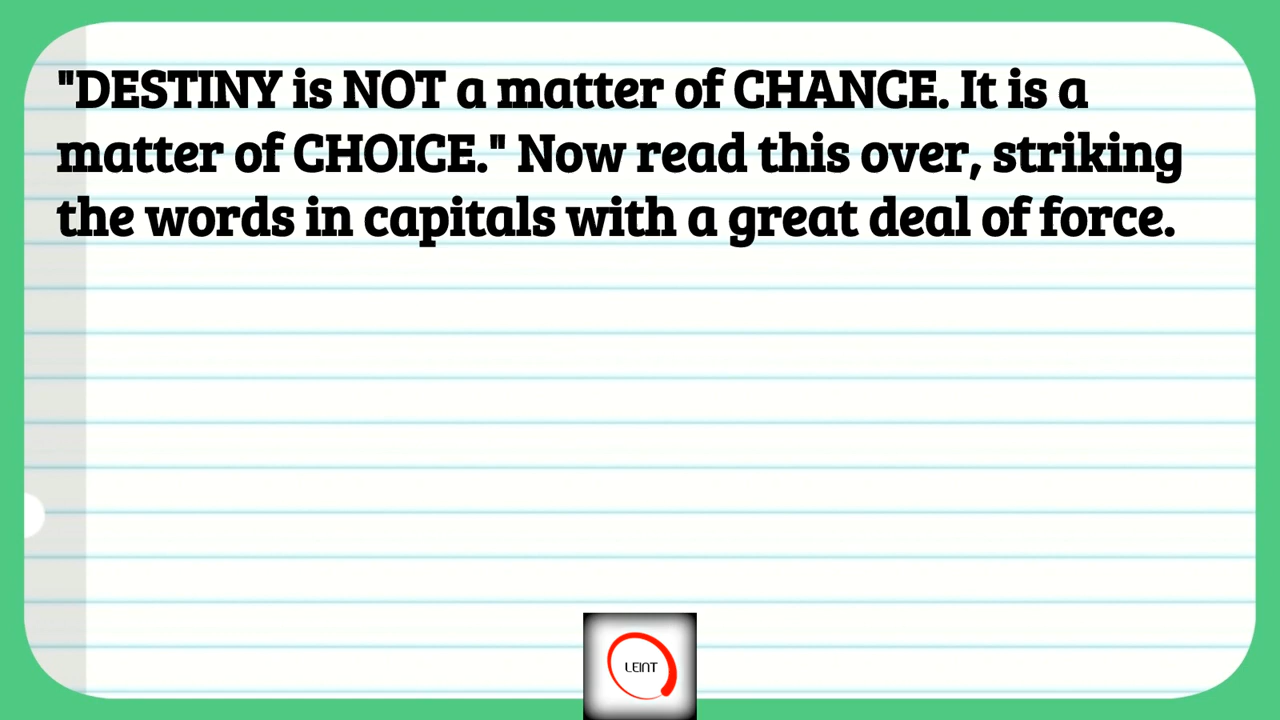 "DESTINY is NOT a matter of CHANCE. It is a
matter of CHOICE." Now read this over, striking
the words in capitals with a great deal of force.
LEINT